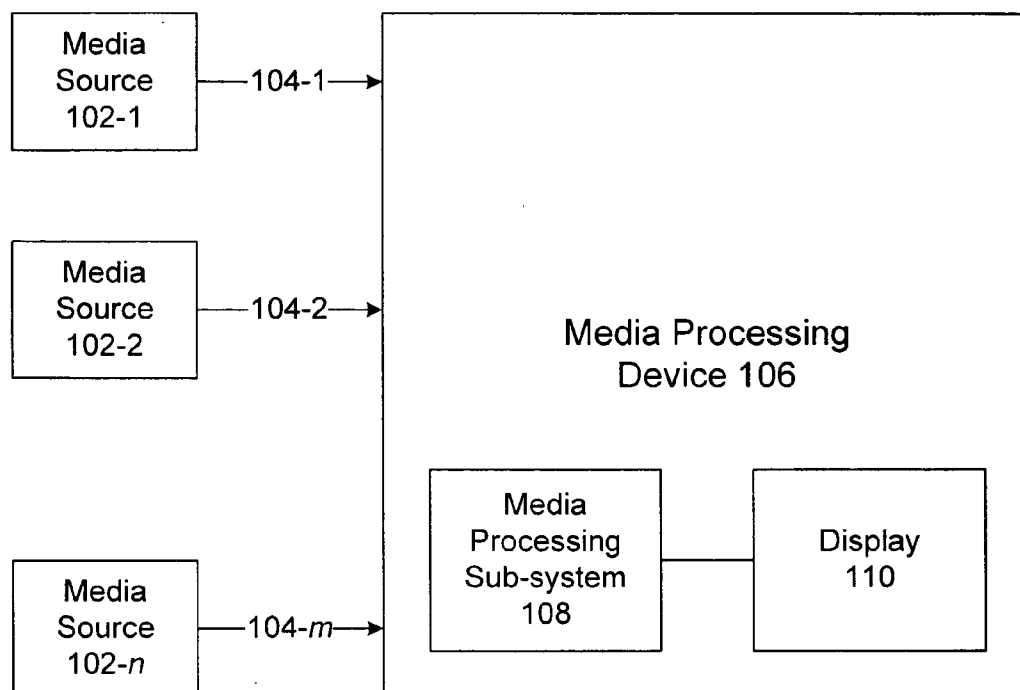 Media
Source
102-1
104-1
Media
Source
102-2
104-2
Media Processing
Device 106
Media
Processing
Sub-system
108
Display
110
Media
Source
102-n
104-m